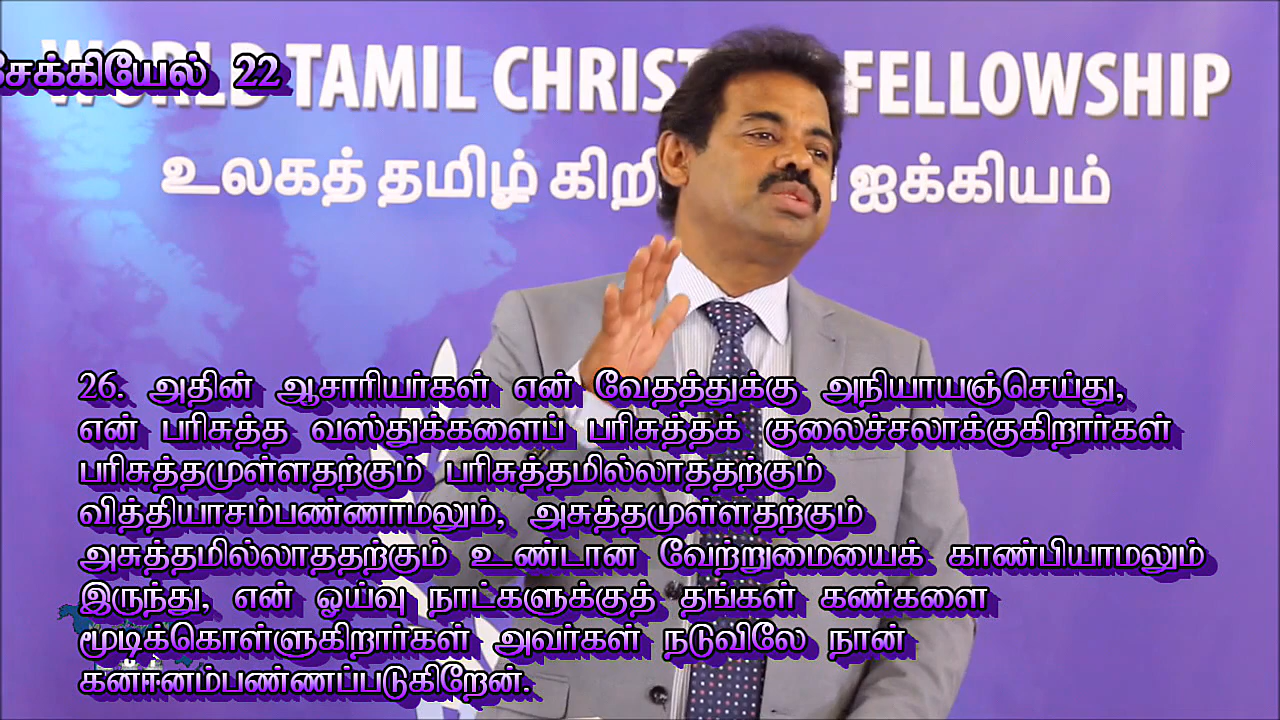 சேக்கியேல் 22
WORLD TAMIL CHRIST FELLOWSHIP
உலகத் தமிழ் கிறி ஐக்கியம்
26. அதின் ஆசாரியர்கள் என் வேதத்துக்கு அநியாயஞ்செய்து,
என் பரிசுத்த வஸ்துக்களைப் பரிசுத்தக் குலைச்சலாக்குகிறார்கள்
பரிசுத்தமுள்ளதற்கும் பரிசுத்தமில்லாததற்கும்
வித்தியாசம்பண்ணாமலும், அசுத்தமுள்ளதற்கும்
அசுத்தமில்லாததற்கும் உண்டான வேற்றுமையைக் காண்பியாமலும்
இருந்து, என் ஓய்வு நாட்களுக்குத் தங்கள் கண்களை
மூடிக்கொள்ளுகிறார்கள் அவர்கள் நடுவிலே நான்
கனஈனம்பண்ணப்படுகிறேன்.